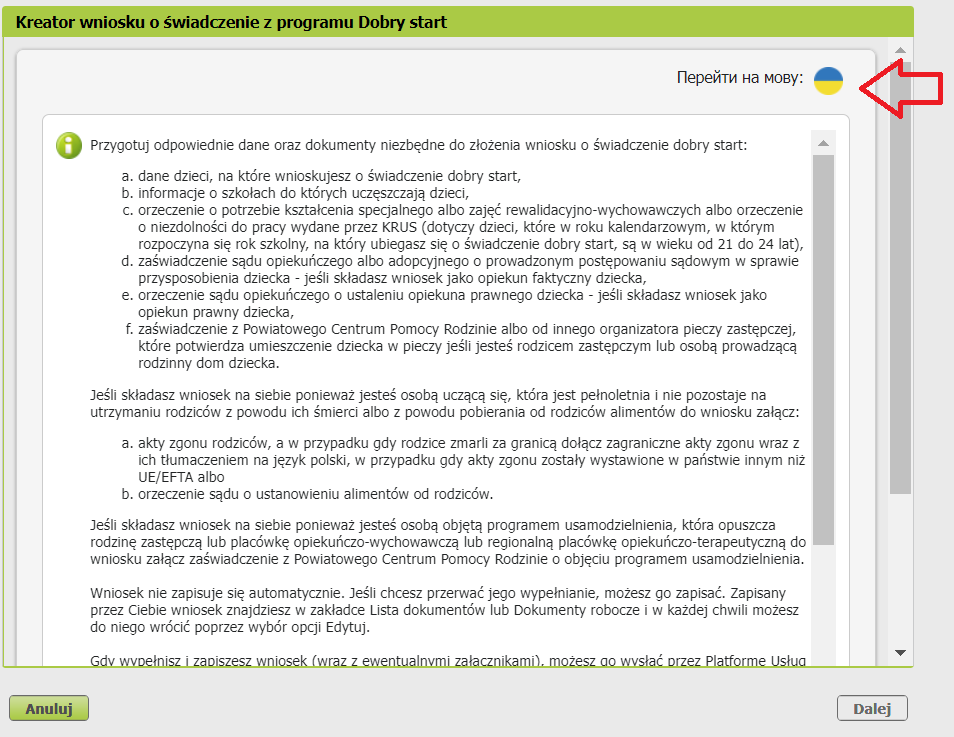 Kreator wniosku o świadczenie z programu Dobry start
Перейти на мову:
Przygotuj odpowiednie dane oraz dokumenty niezbędne do złożenia wniosku o świadczenie dobry start:
a. dane dzieci, na które wnioskujesz o świadczenie dobry start,
b. informacje o szkołach do których uczęszczają dzieci,
c. orzeczenie o potrzebie kształcenia specjalnego albo zajęć rewalidacyjno-wychowawczych albo orzeczenie
o niezdolności do pracy wydane przez KRUS (dotyczy dzieci, które w roku kalendarzowym, w którym
rozpoczyna się rok szkolny, na który ubiegasz się o świadczenie dobry start, są w wieku od 21 do 24 lat),
d. zaświadczenie sądu opiekuńczego albo adopcyjnego o prowadzonym postępowaniu sądowym w sprawie
przysposobienia dziecka - jeśli składasz wniosek jako opiekun faktyczny dziecka,
e. orzeczenie sądu opiekuńczego o ustaleniu opiekuna prawnego dziecka - jeśli składasz wniosek jako
opiekun prawny dziecka,
f. zaświadczenie z Powiatowego Centrum Pomocy Rodzinie albo od innego organizatora pieczy zastępczej,
które potwierdza umieszczenie dziecka w pieczy jeśli jesteś rodzicem zastępczym lub osobą prowadzącą
rodzinny dom dziecka.
Jeśli składasz wniosek na siebie ponieważ jesteś osobą uczącą się, która jest pełnoletnia i nie pozostaje na
utrzymaniu rodziców z powodu ich śmierci albo z powodu pobierania od rodziców alimentów do wniosku załącz:
a. akty zgonu rodziców, a w przypadku gdy rodzice zmarli za granicą dołącz zagraniczne akty zgonu wraz z
ich tłumaczeniem na język polski, w przypadku gdy akty zgonu zostały wystawione w państwie innym niż
UE/EFTA albo
b. orzeczenie sądu o ustanowieniu alimentów od rodziców.
Jeśli składasz wniosek na siebie ponieważ jesteś osobą objętą programem usamodzielnienia, która opuszcza
rodzinę zastępczą lub placówkę opiekuńczo-wychowawczą lub regionalną placówkę opiekuńczo-terapeutyczną do
wniosku załącz zaświadczenie z Powiatowego Centrum Pomocy Rodzinie o objęciu programem usamodzielnienia.
Wniosek nie zapisuje się automatycznie. Jeśli chcesz przerwać jego wypełnianie, możesz go zapisać. Zapisany
przez Ciebie wniosek znajdziesz w zakładce Lista dokumentów lub Dokumenty robocze i w każdej chwili możesz
do niego wrócić poprzez wybór opcji Edytuj.
Gdy wypełnisz i zapiszesz wniosek (wraz z ewentualnymi załącznikami), możesz go wysłać przez Platformę Usług
Anuluj
Dalej